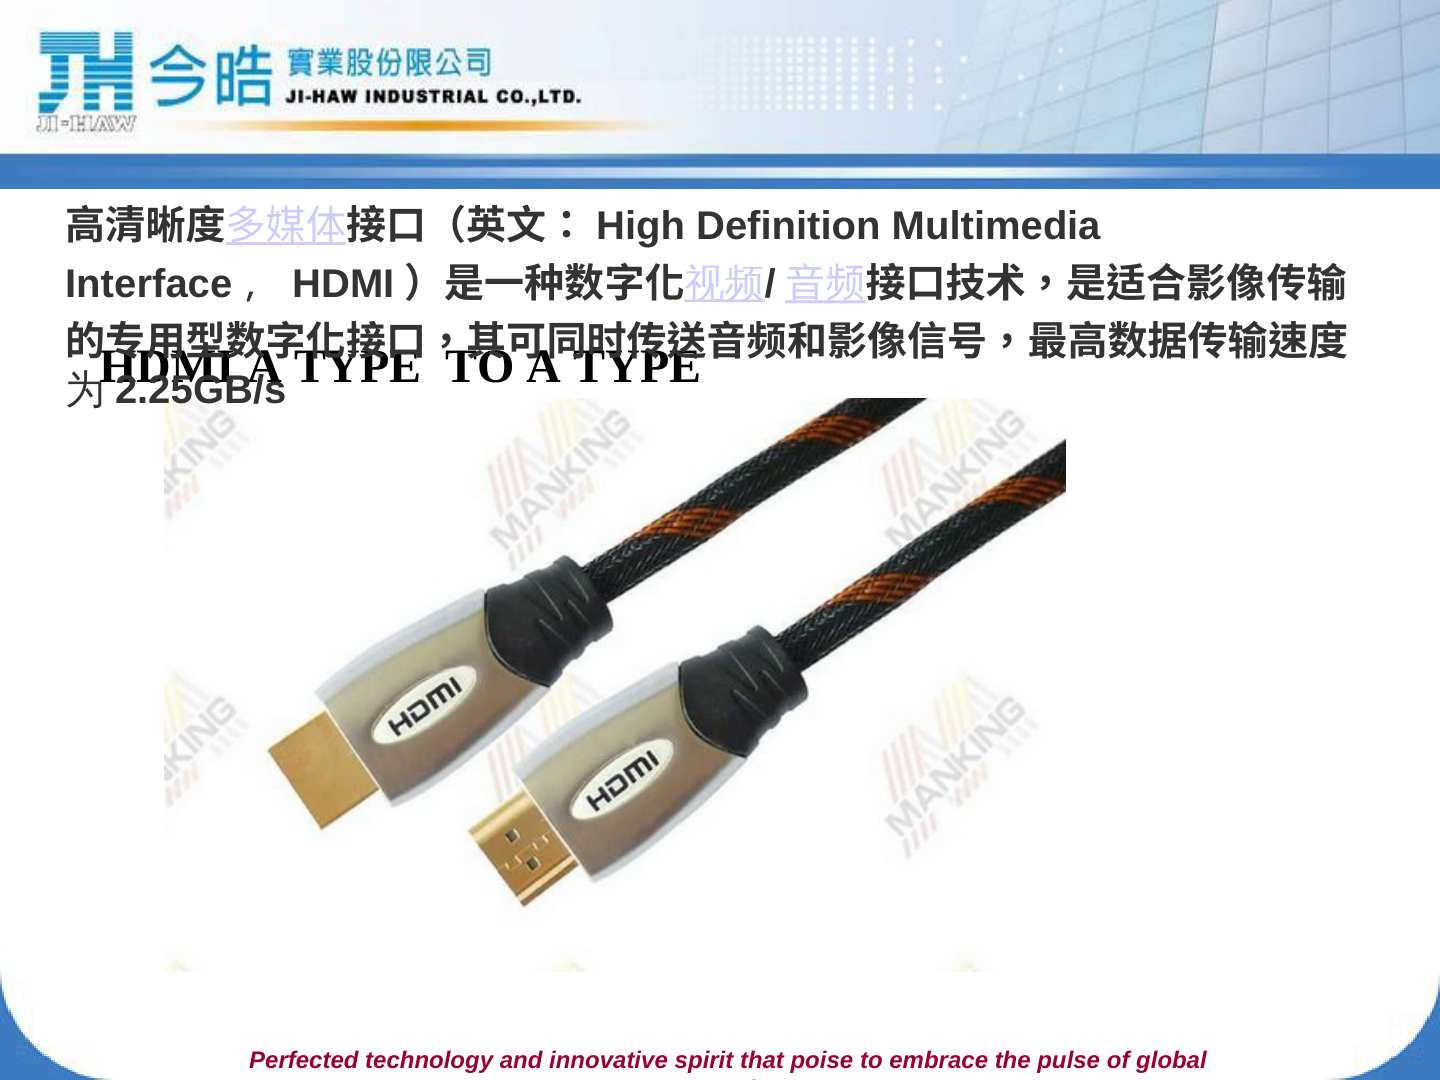 今皓 實業股份限公司
JI-HAW INDUSTRIAL CO.,LTD.
JI-HAW
高清晰度多媒体接口（英文： High Definition Multimedia
Interface ， HDMI ）是一种数字化视频/ 音频接口技术，是适合影像传输
的专用型数字化接口，其可同时传送音频和影像信号，最高数据传输速度
为 2.25GB/s
HDMI A TYPE TO A TYPE
MANKING
MANKING
MANKING
HDMI
HDMI
MANKING
MANKING
Perfected technology and innovative spirit that poise to embrace the pulse of global